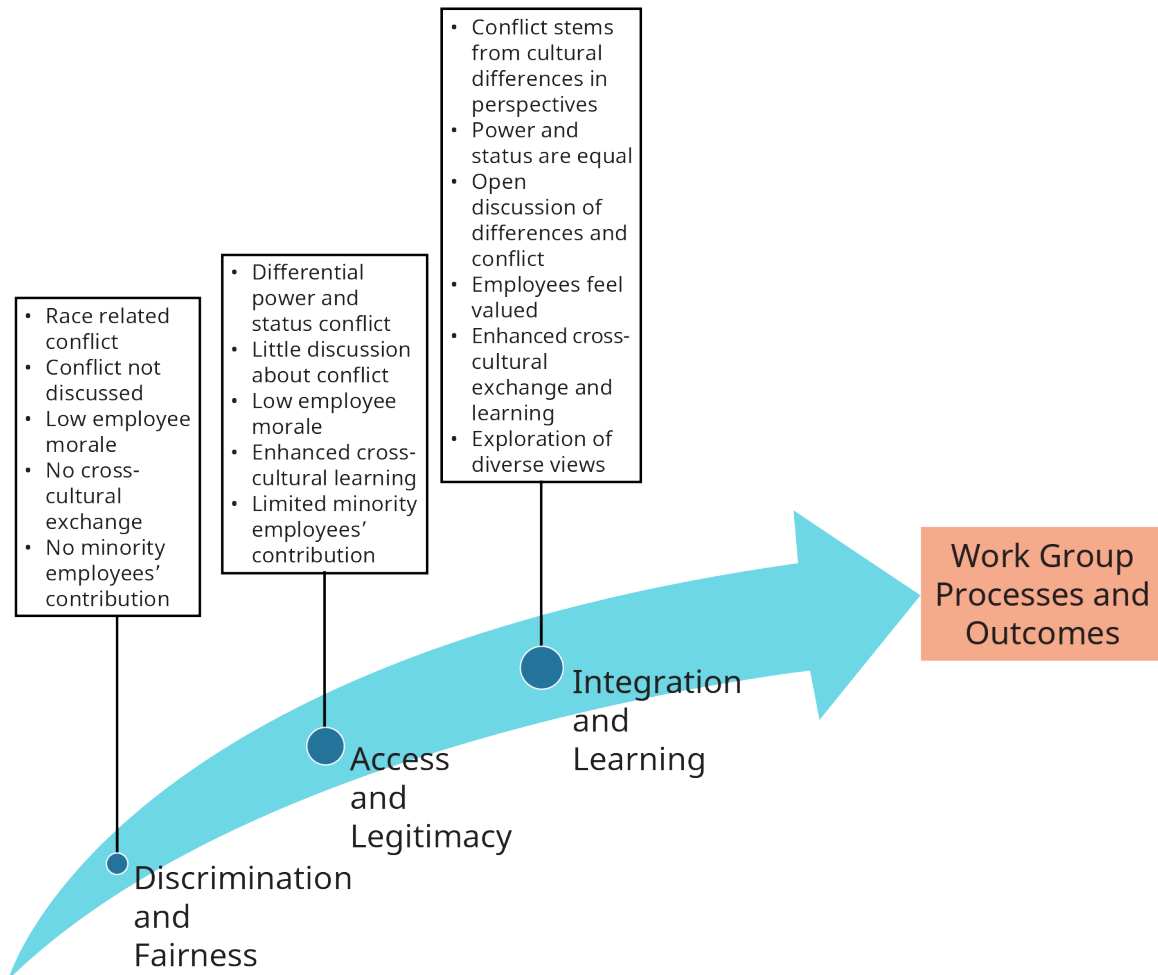 • Conflict stems
from cultural
differences in
perspectives
• Power and
status are equal
• Open
discussion of
differences and
conflict
• Employees feel
valued
• Enhanced cross-
cultural
exchange and
learning
• Exploration of
diverse views
• Differential
power and
status conflict
• Little discussion
about conflict
• Low employee
morale
• Enhanced cross-
cultural learning
• Limited minority
employees’
contribution
• Race related
conflict
• Conflict not
discussed
• Low employee
morale
• No cross-
cultural
exchange
• No minority
employees’
contribution
Work Group
Processes and
Outcomes
Integration
and
Learning
Access
and
Legitimacy
Discrimination
and
Fairness